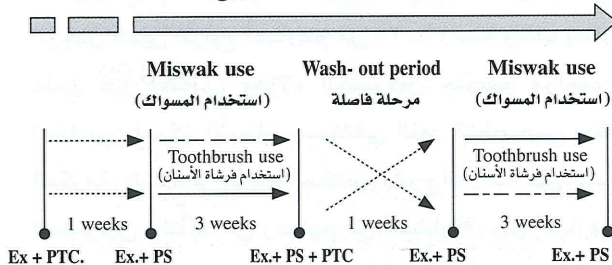 Miswak use Wash- out period Miswak use
(استخدام المسواك) مرحلة فاصلة (استخدام المسواك)
Toothbrush use Toothbrush use
(استخدام فرشاة الأسنان) (استخدام فرشاة الأسنان)
1 weeks 3 weeks 1 weeks 3 weeks
Ex + PTC. Ex.+ PS Ex.+ PS + PTC Ex.+ PS Ex.+ PS